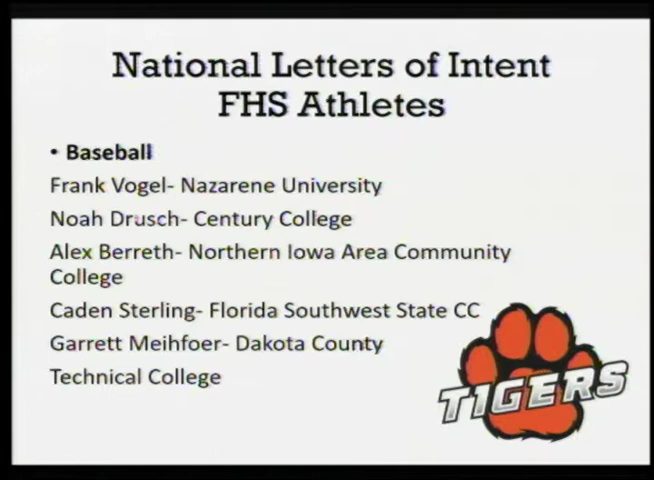 National Letters of Intent
FHS Athletes
• Baseball
Frank Vogel- Nazarene University
Noah Drusch- Century College
Alex Berreth- Northern Iowa Area Community
College
Caden Sterling- Florida Southwest State CC
Garrett Meihfoer- Dakota County
Technical College
TIGERS